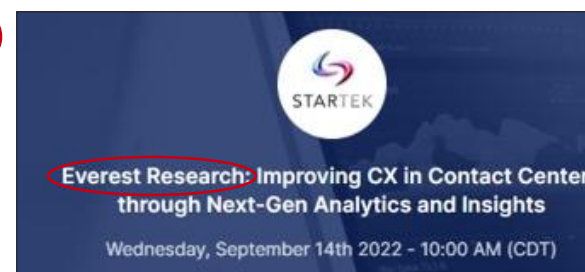 STARTEK
Everest Research: Improving CX in Contact Center
through Next-Gen Analytics and Insights
Wednesday, September 14th 2022 - 10:00 AM (CDT)